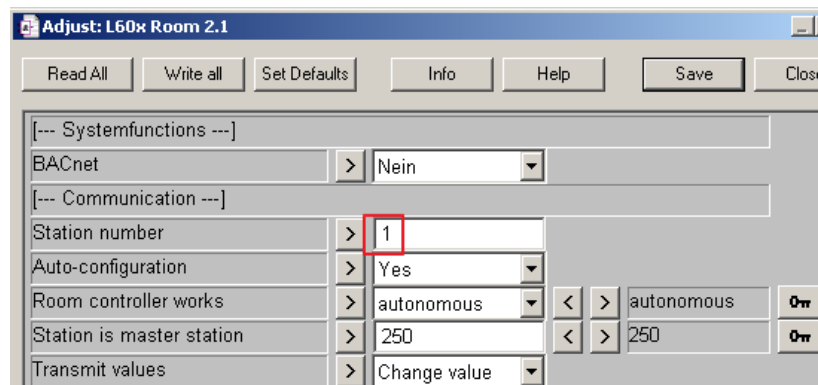 Adjust: L60x Room 2.1
Read All Write all Set Defaults Info Help Save Close
[--- Systemfunctions ---]
BACnet > Nein
[--- Communication ---]
Station number > 1
Auto-configuration > Yes
Room controller works > autonomous < > autonomous
Station is master station > 250 < > 250
Transmit values > Change value